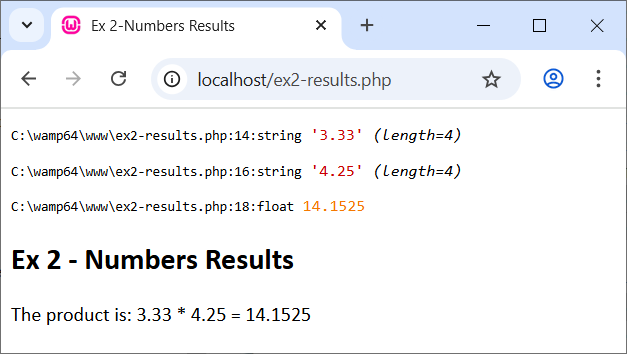 Ex 2-Numbers Results
localhost/ex2-results.php
C:\wamp64\www\ex2-results.php:14:string '3.33' (length=4)
C:\wamp64\www\ex2-results.php:16:string '4.25' (length=4)
C:\wamp64\www\ex2-results.php:18:float 14.1525
Ex 2 - Numbers Results
The product is: 3.33 * 4.25 = 14.1525